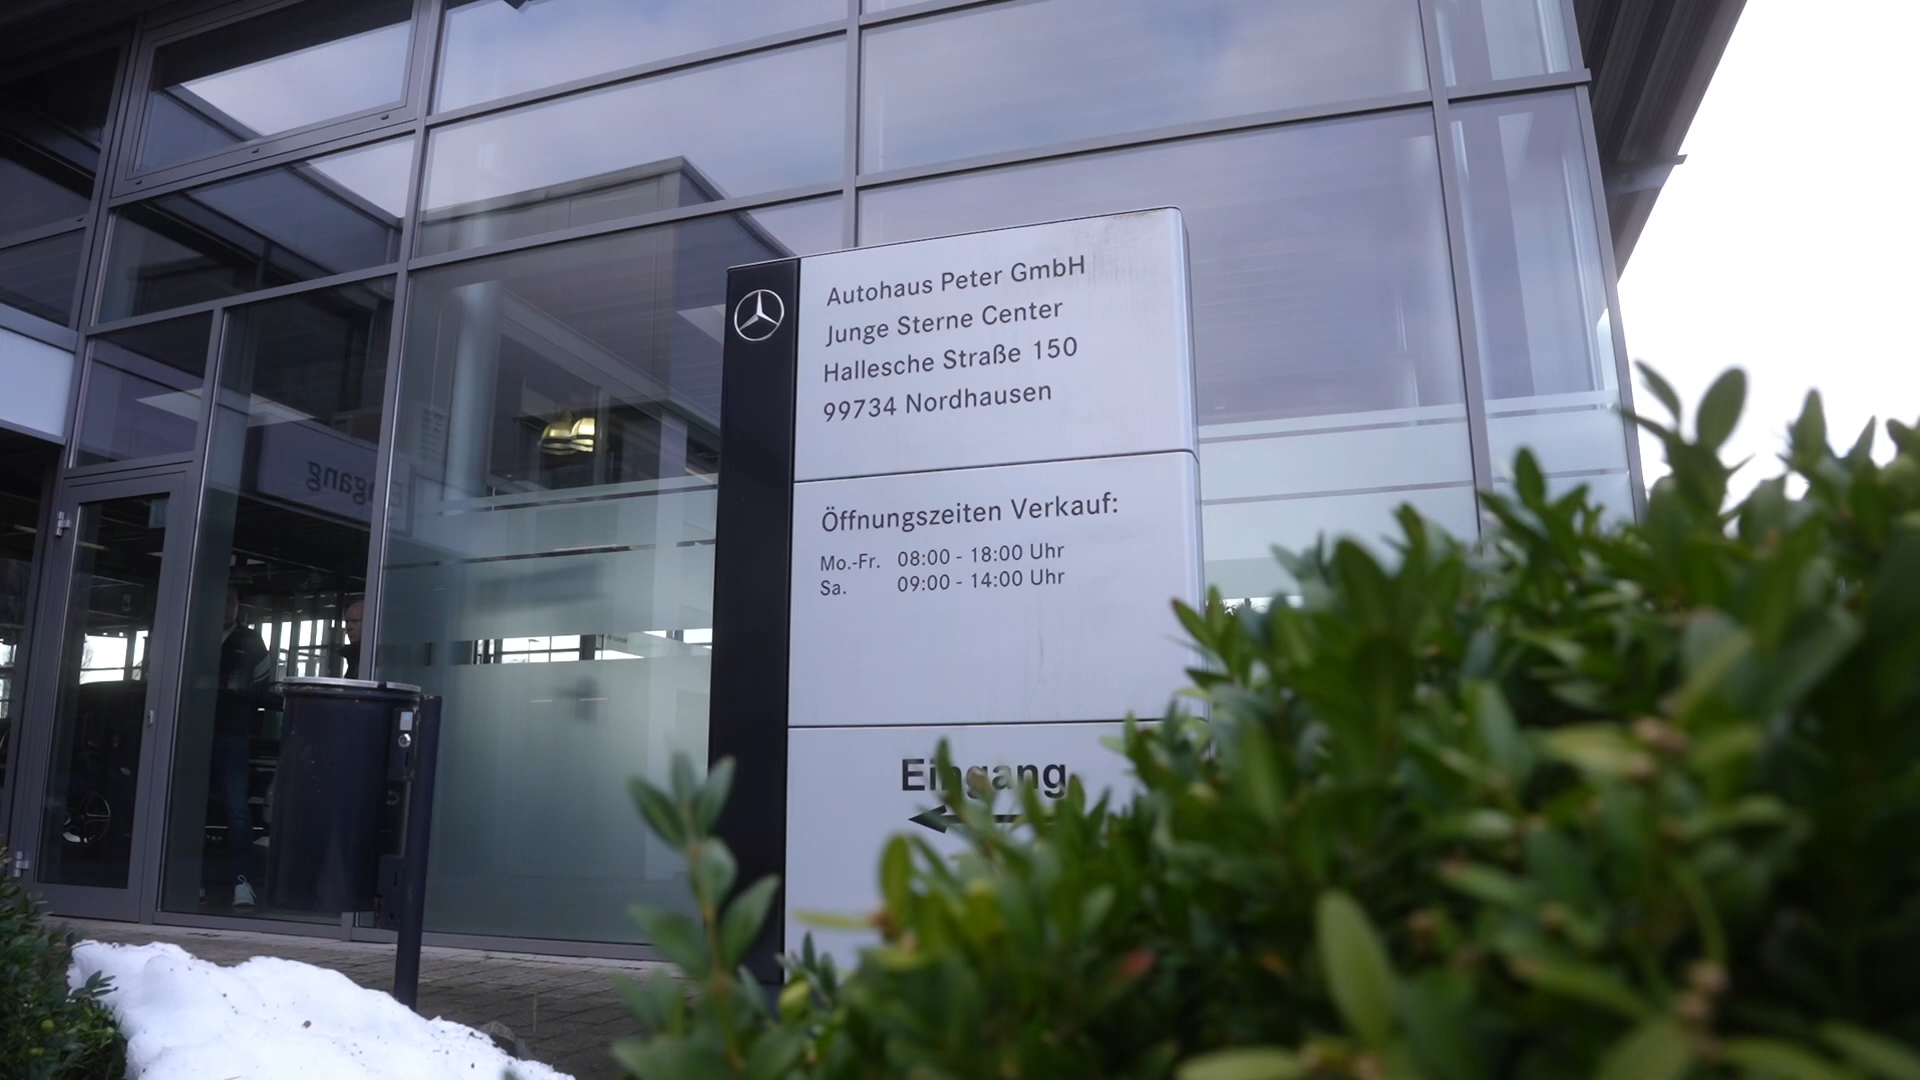 Autohaus Peter GmbH
Junge Sterne Center
Hallesche Straße 150
99734 Nordhausen
Öffnungszeiten Verkauf:
Mo.-Fr. 08:00 - 18:00 Uhr
Sa. 09:00 - 14:00 Uhr
Eingang
Eingang